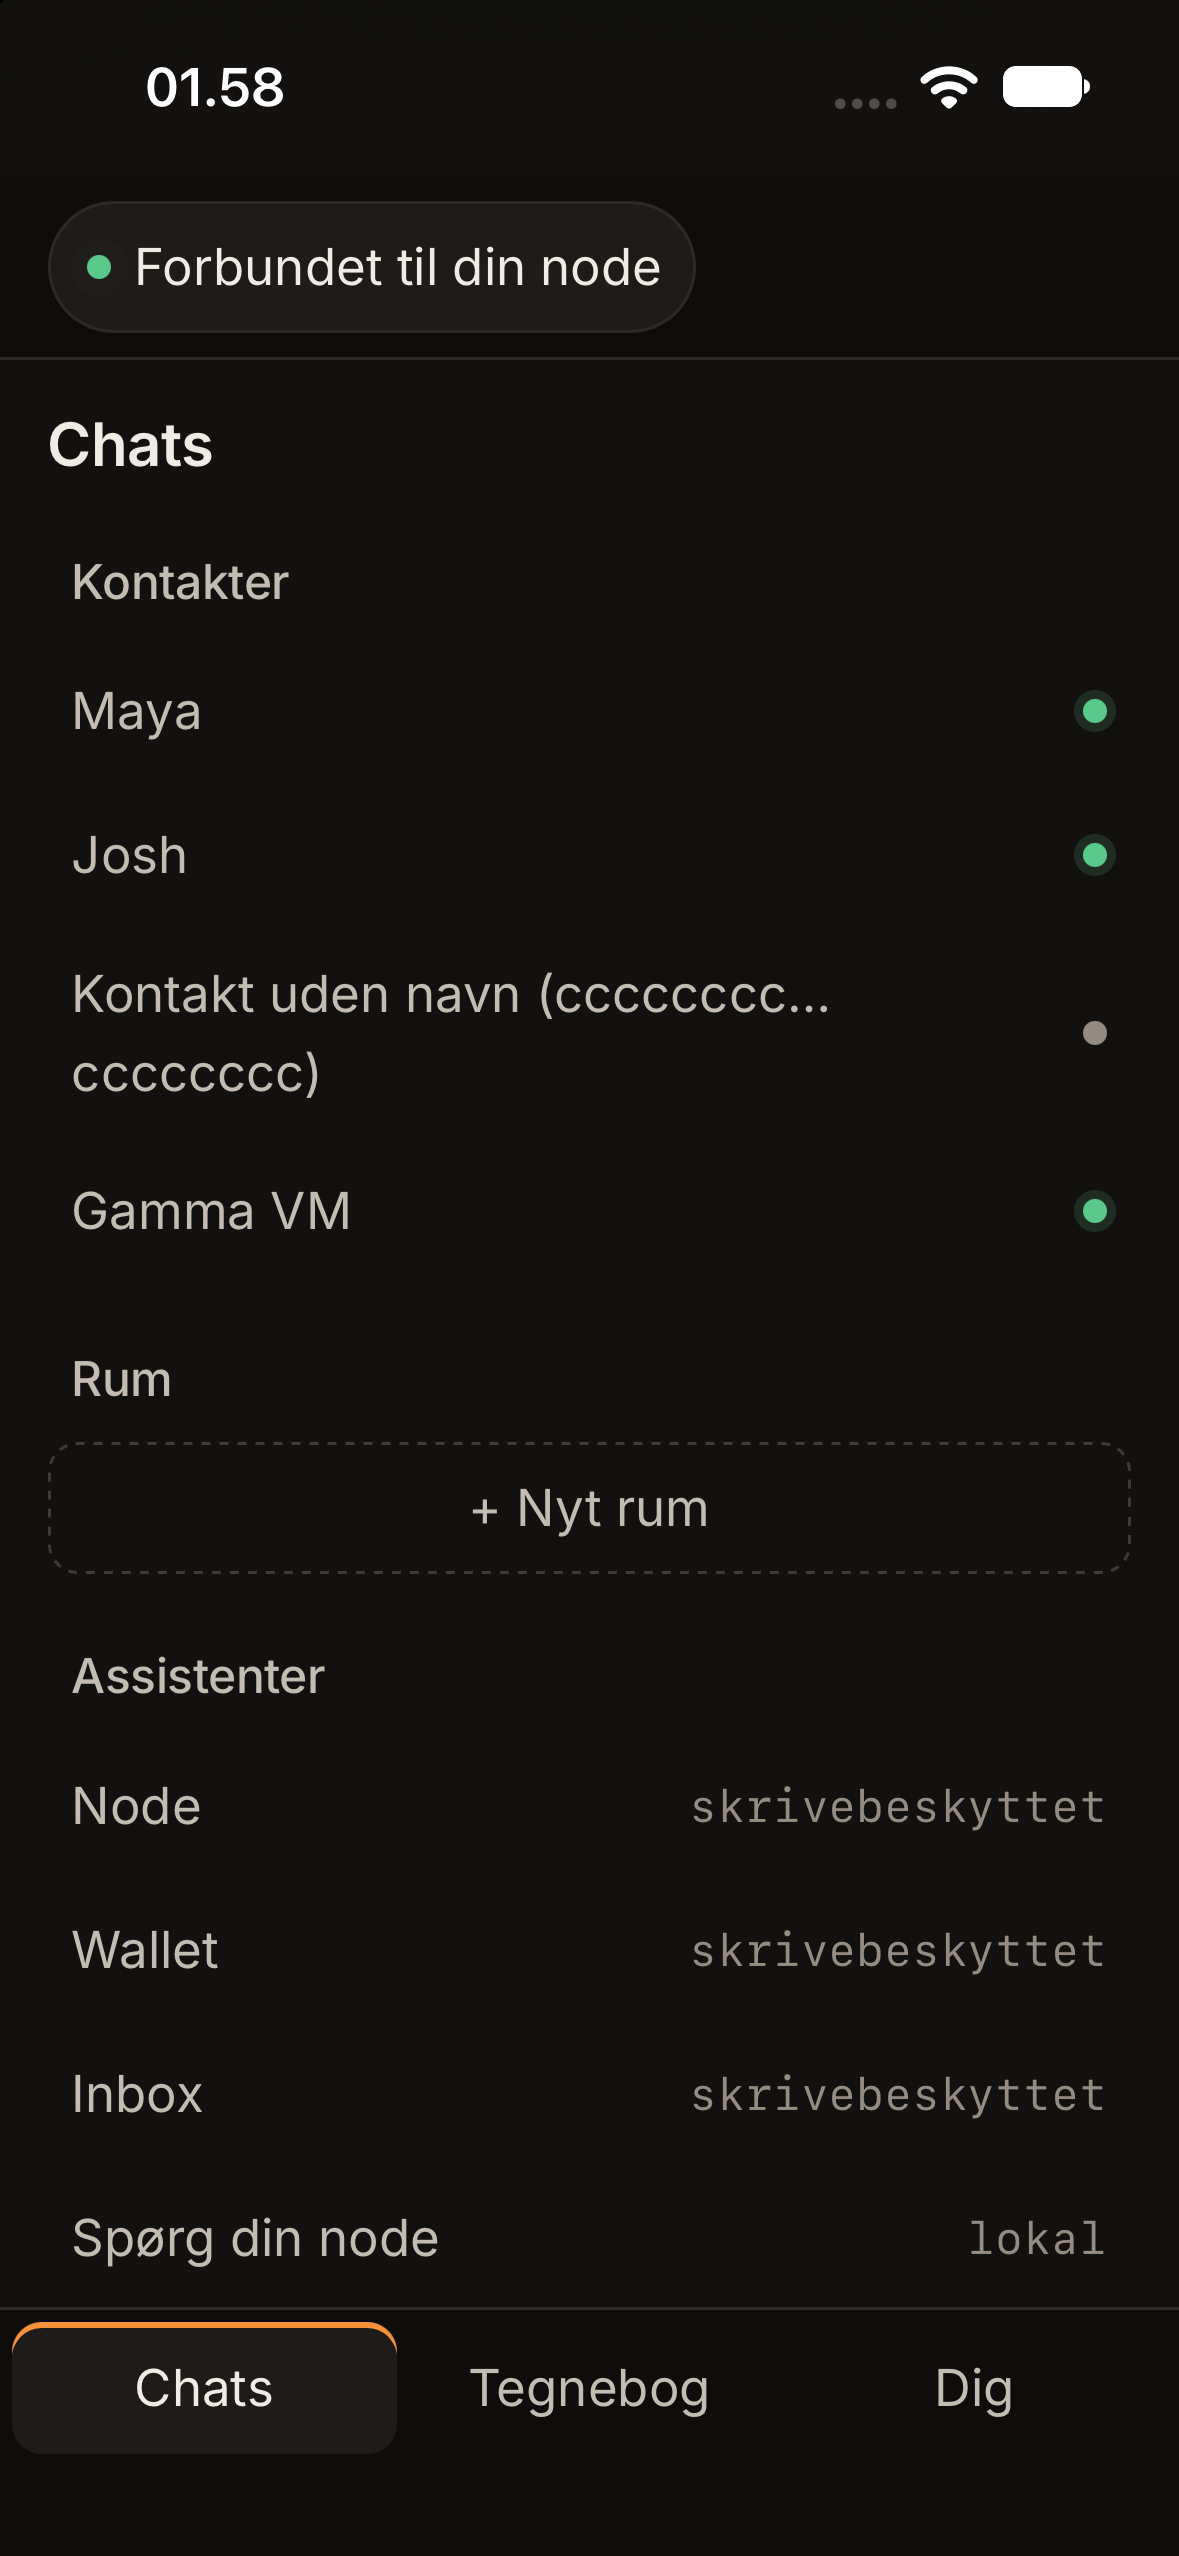 01.58
Forbundet til din node
Chats
Kontakter
Maya
Josh
Kontakt uden navn (cccccccc…
cccccccc)
Gamma VM
Rum
+ Nyt rum
Assistenter
Node skrivebeskyttet
Wallet skrivebeskyttet
Inbox skrivebeskyttet
Spørg din node lokal
Chats Tegnebog Dig